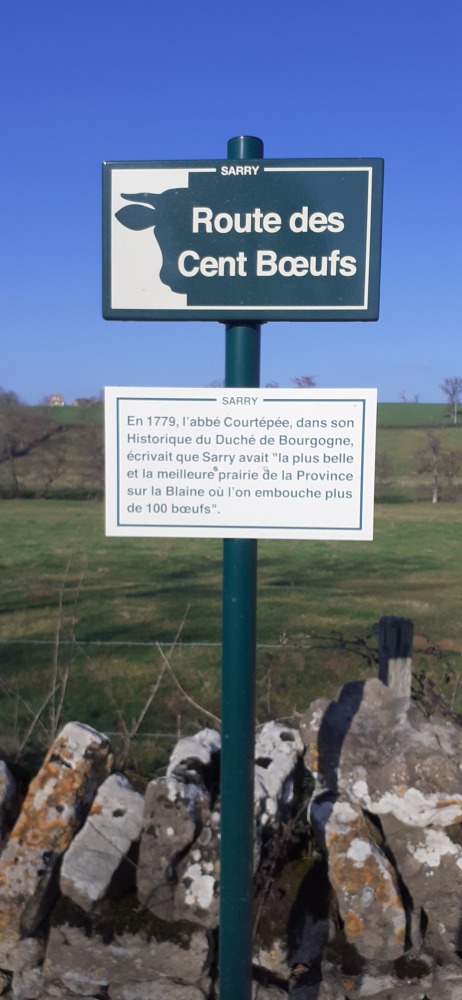 SARRY
Route des
Cent Bœufs
SARRY
En 1779, l'abbé Courtépée, dans son
Historique du Duché de Bourgogne,
écrivait que Sarry avait "la plus belle
et la meilleure prairie de la Province
sur la Blaine où l'on embouche plus
de 100 bœufs".